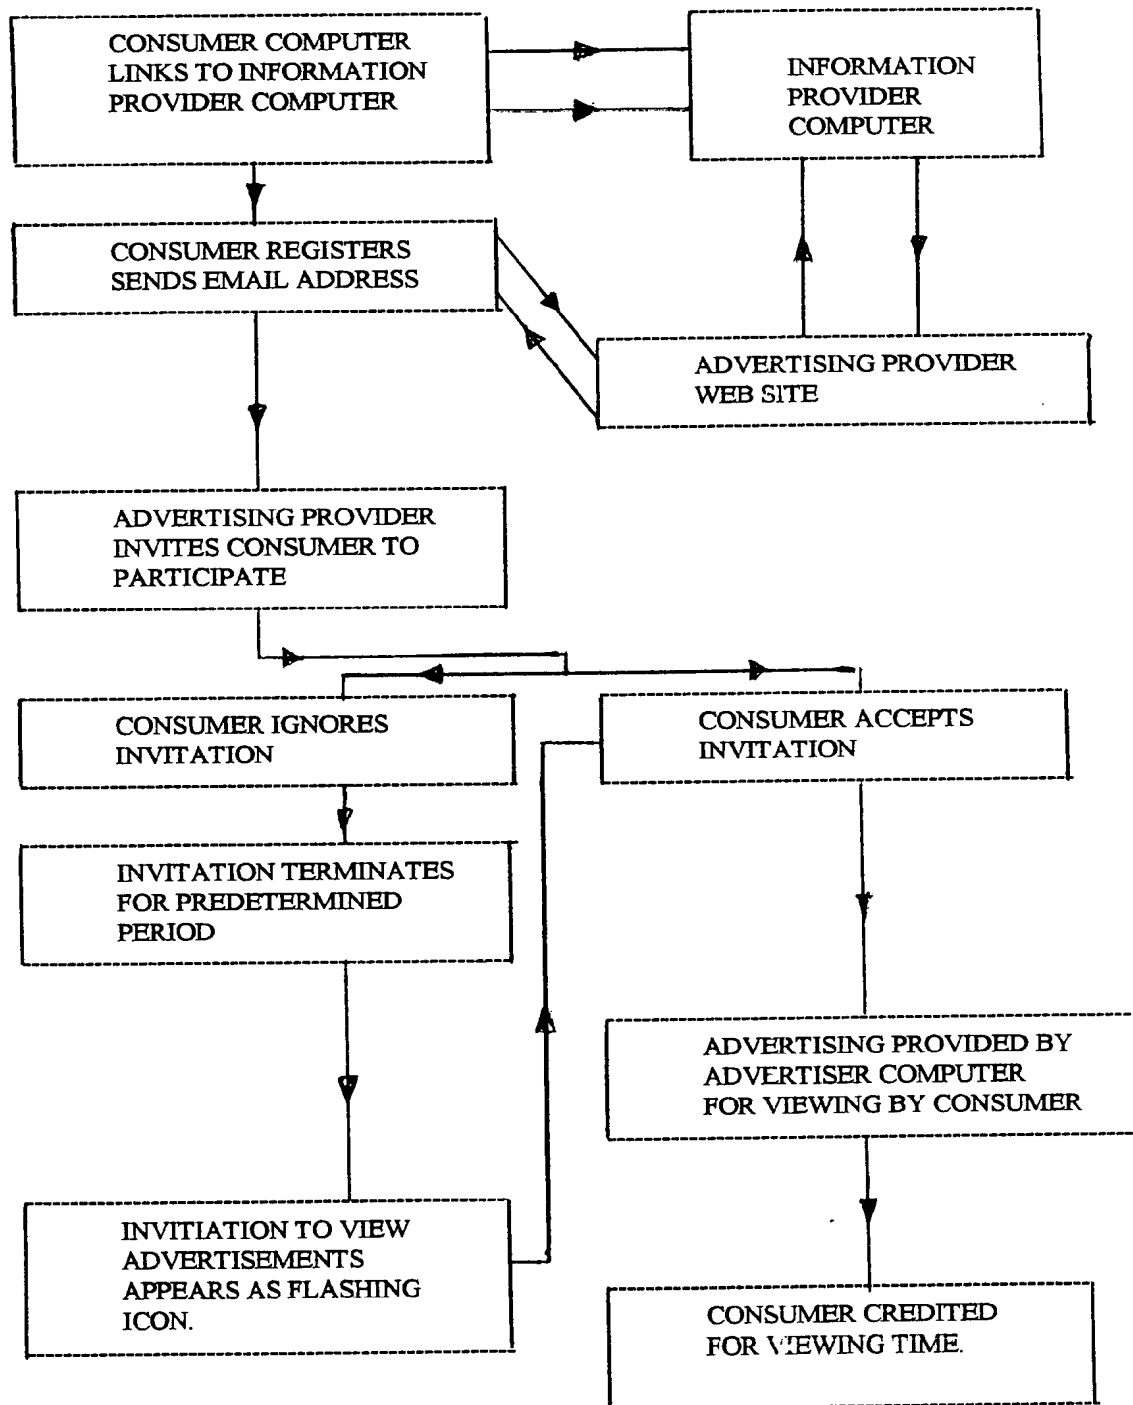 CONSUMER COMPUTER
LINKS TO INFORMATION
PROVIDER COMPUTER
INFORMATION
PROVIDER
COMPUTER
CONSUMER REGISTERS
SENDS EMAIL ADDRESS
ADVERTISING PROVIDER
WEB SITE
ADVERTISING PROVIDER
INVITES CONSUMER TO
PARTICIPATE
CONSUMER IGNORES
INVITATION
CONSUMER ACCEPTS
INVITATION
INVITATION TERMINATES
FOR PREDETERMINED
PERIOD
ADVERTISING PROVIDED BY
ADVERTISER COMPUTER
FOR VIEWING BY CONSUMER
INVITIATION TO VIEW
ADVERTISEMENTS
APPEARS AS FLASHING
ICON.
CONSUMER CREDITED
FOR VIEWING TIME.